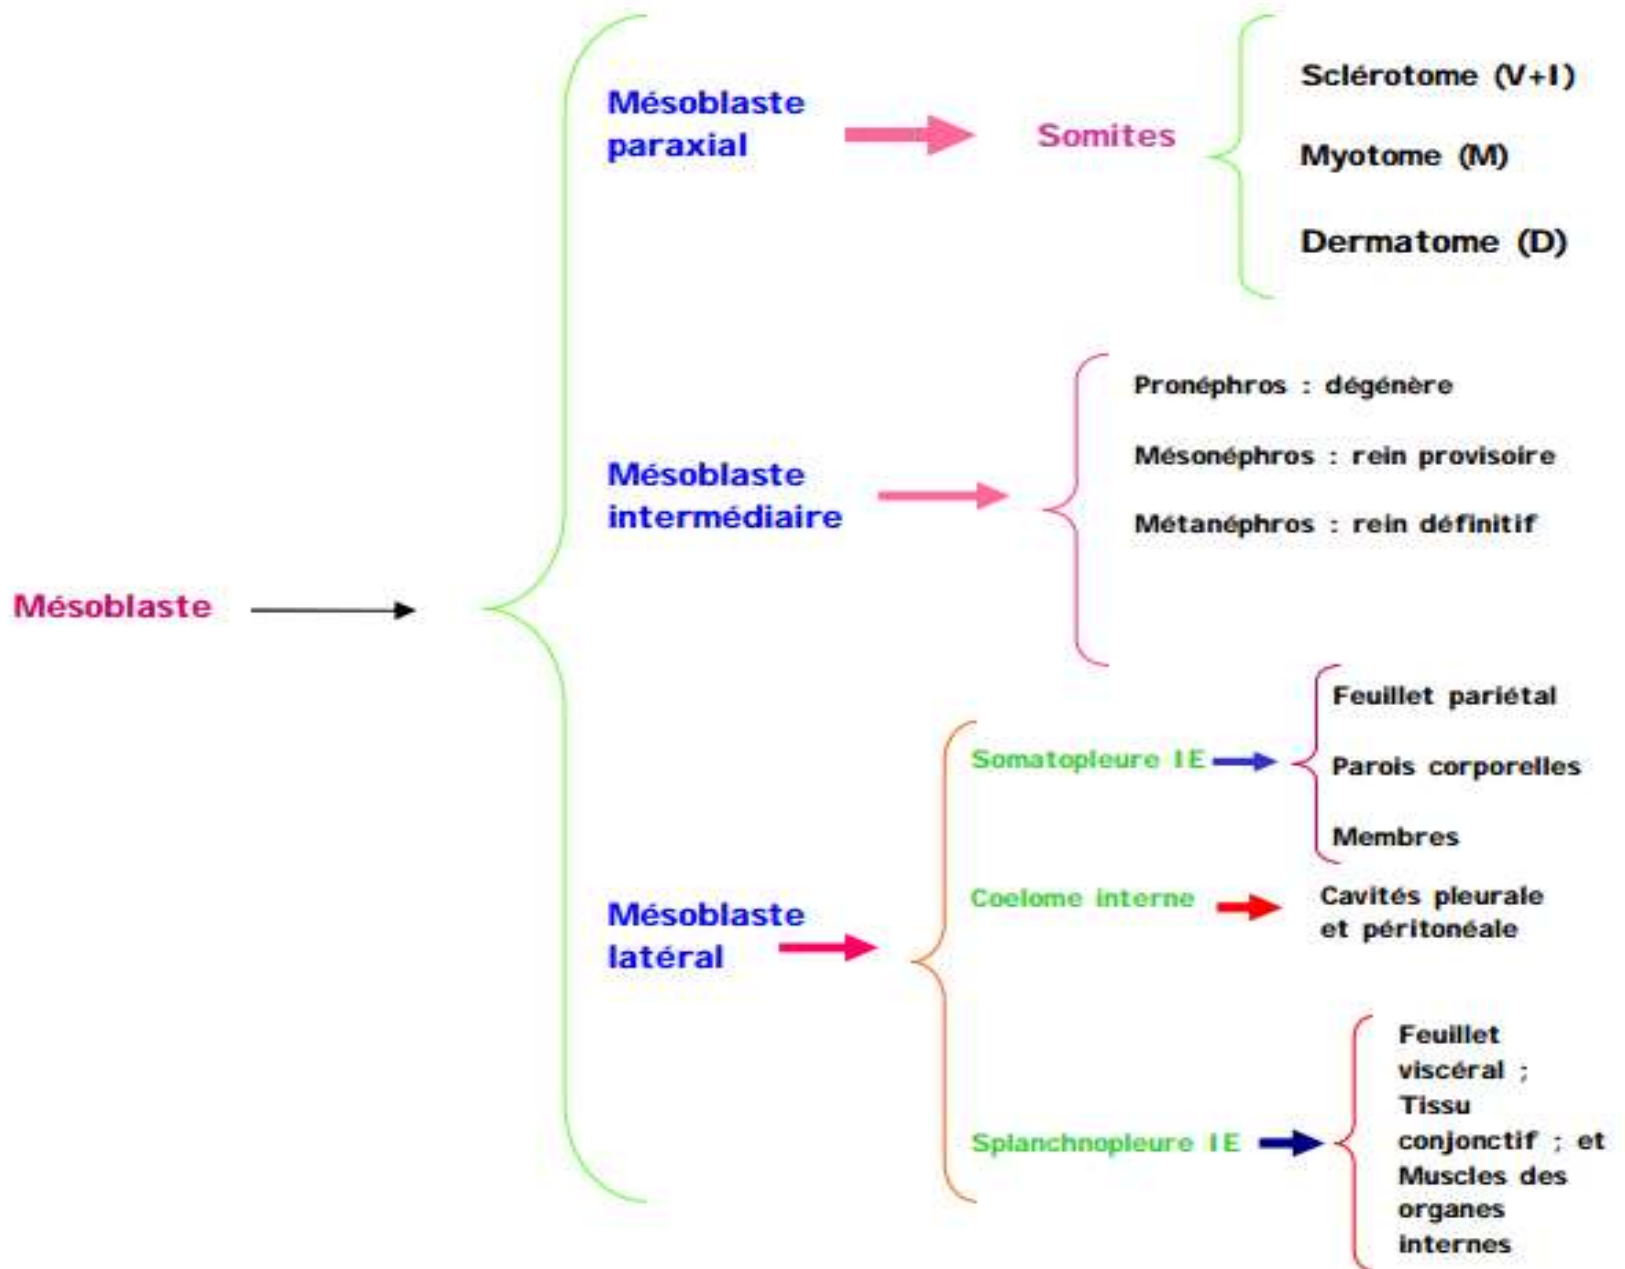 Mésoblaste
Mésoblaste
paraxial
Somites
Sclérotome (V+I)
Myotome (M)
Dermatome (D)
Mésoblaste
intermédiaire
Pronéphros : dégénère
Mésonéphros : rein provisoire
Métanéphros : rein définitif
Mésoblaste
latéral
Somatopleure IE
Feuillet pariétal
Parois corporelles
Membres
Coelome interne
Cavités pleurale
et péritonéale
Splanchnopleure IE
Feuillet
viscéral ;
Tissu
conjonctif ; et
Muscles des
organes
internes